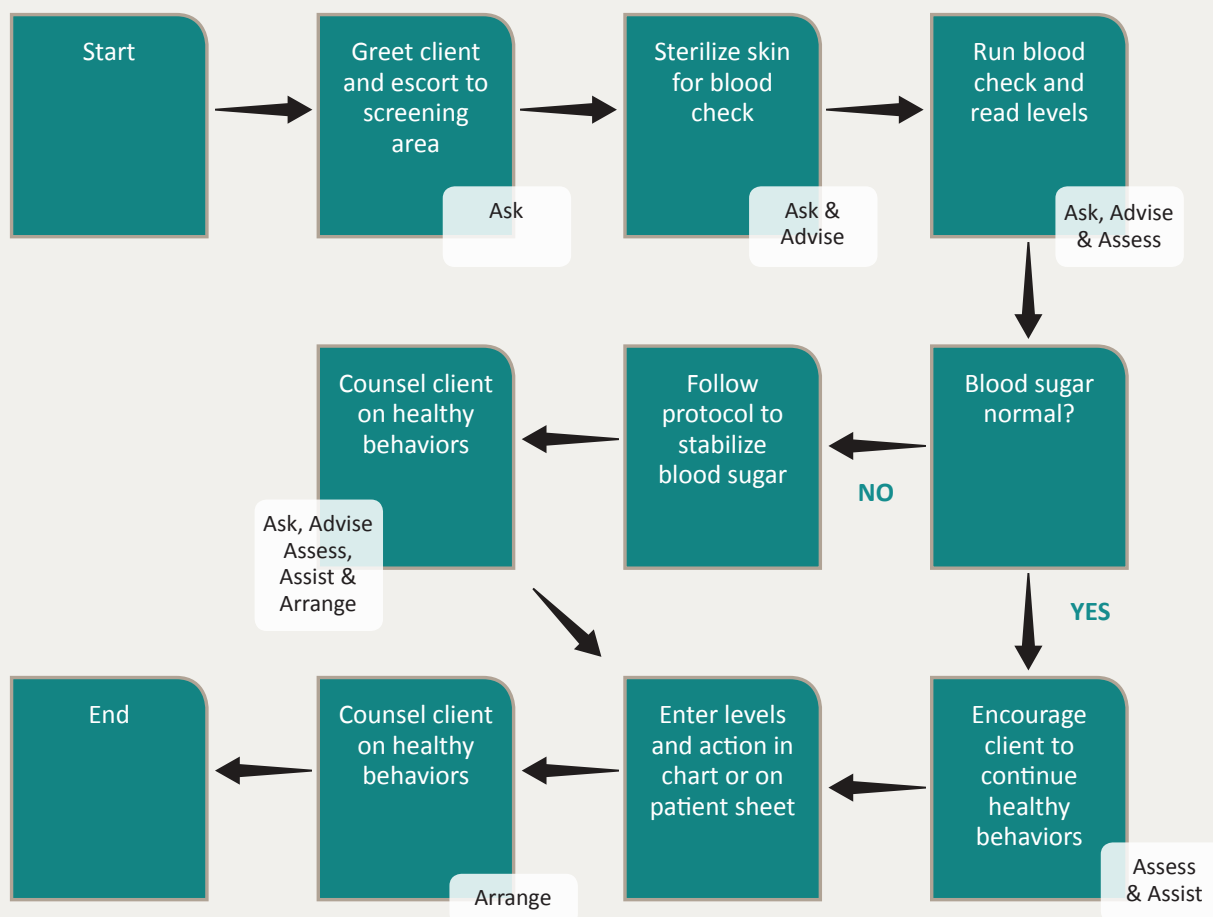 Start
Greet client
and escort to
screening
area
Ask
Sterilize skin
for blood
check
Ask &
Advise
Run blood
check and
read levels
Ask, Advise
& Assess
Blood sugar
normal?
NO
Follow
protocol to
stabilize
blood sugar
Counsel client
on healthy
behaviors
Ask, Advise
Assess,
Assist &
Arrange
YES
Encourage
client to
continue
healthy
behaviors
Assess
& Assist
Enter levels
and action in
chart or on
patient sheet
Counsel client
on healthy
behaviors
Arrange
End